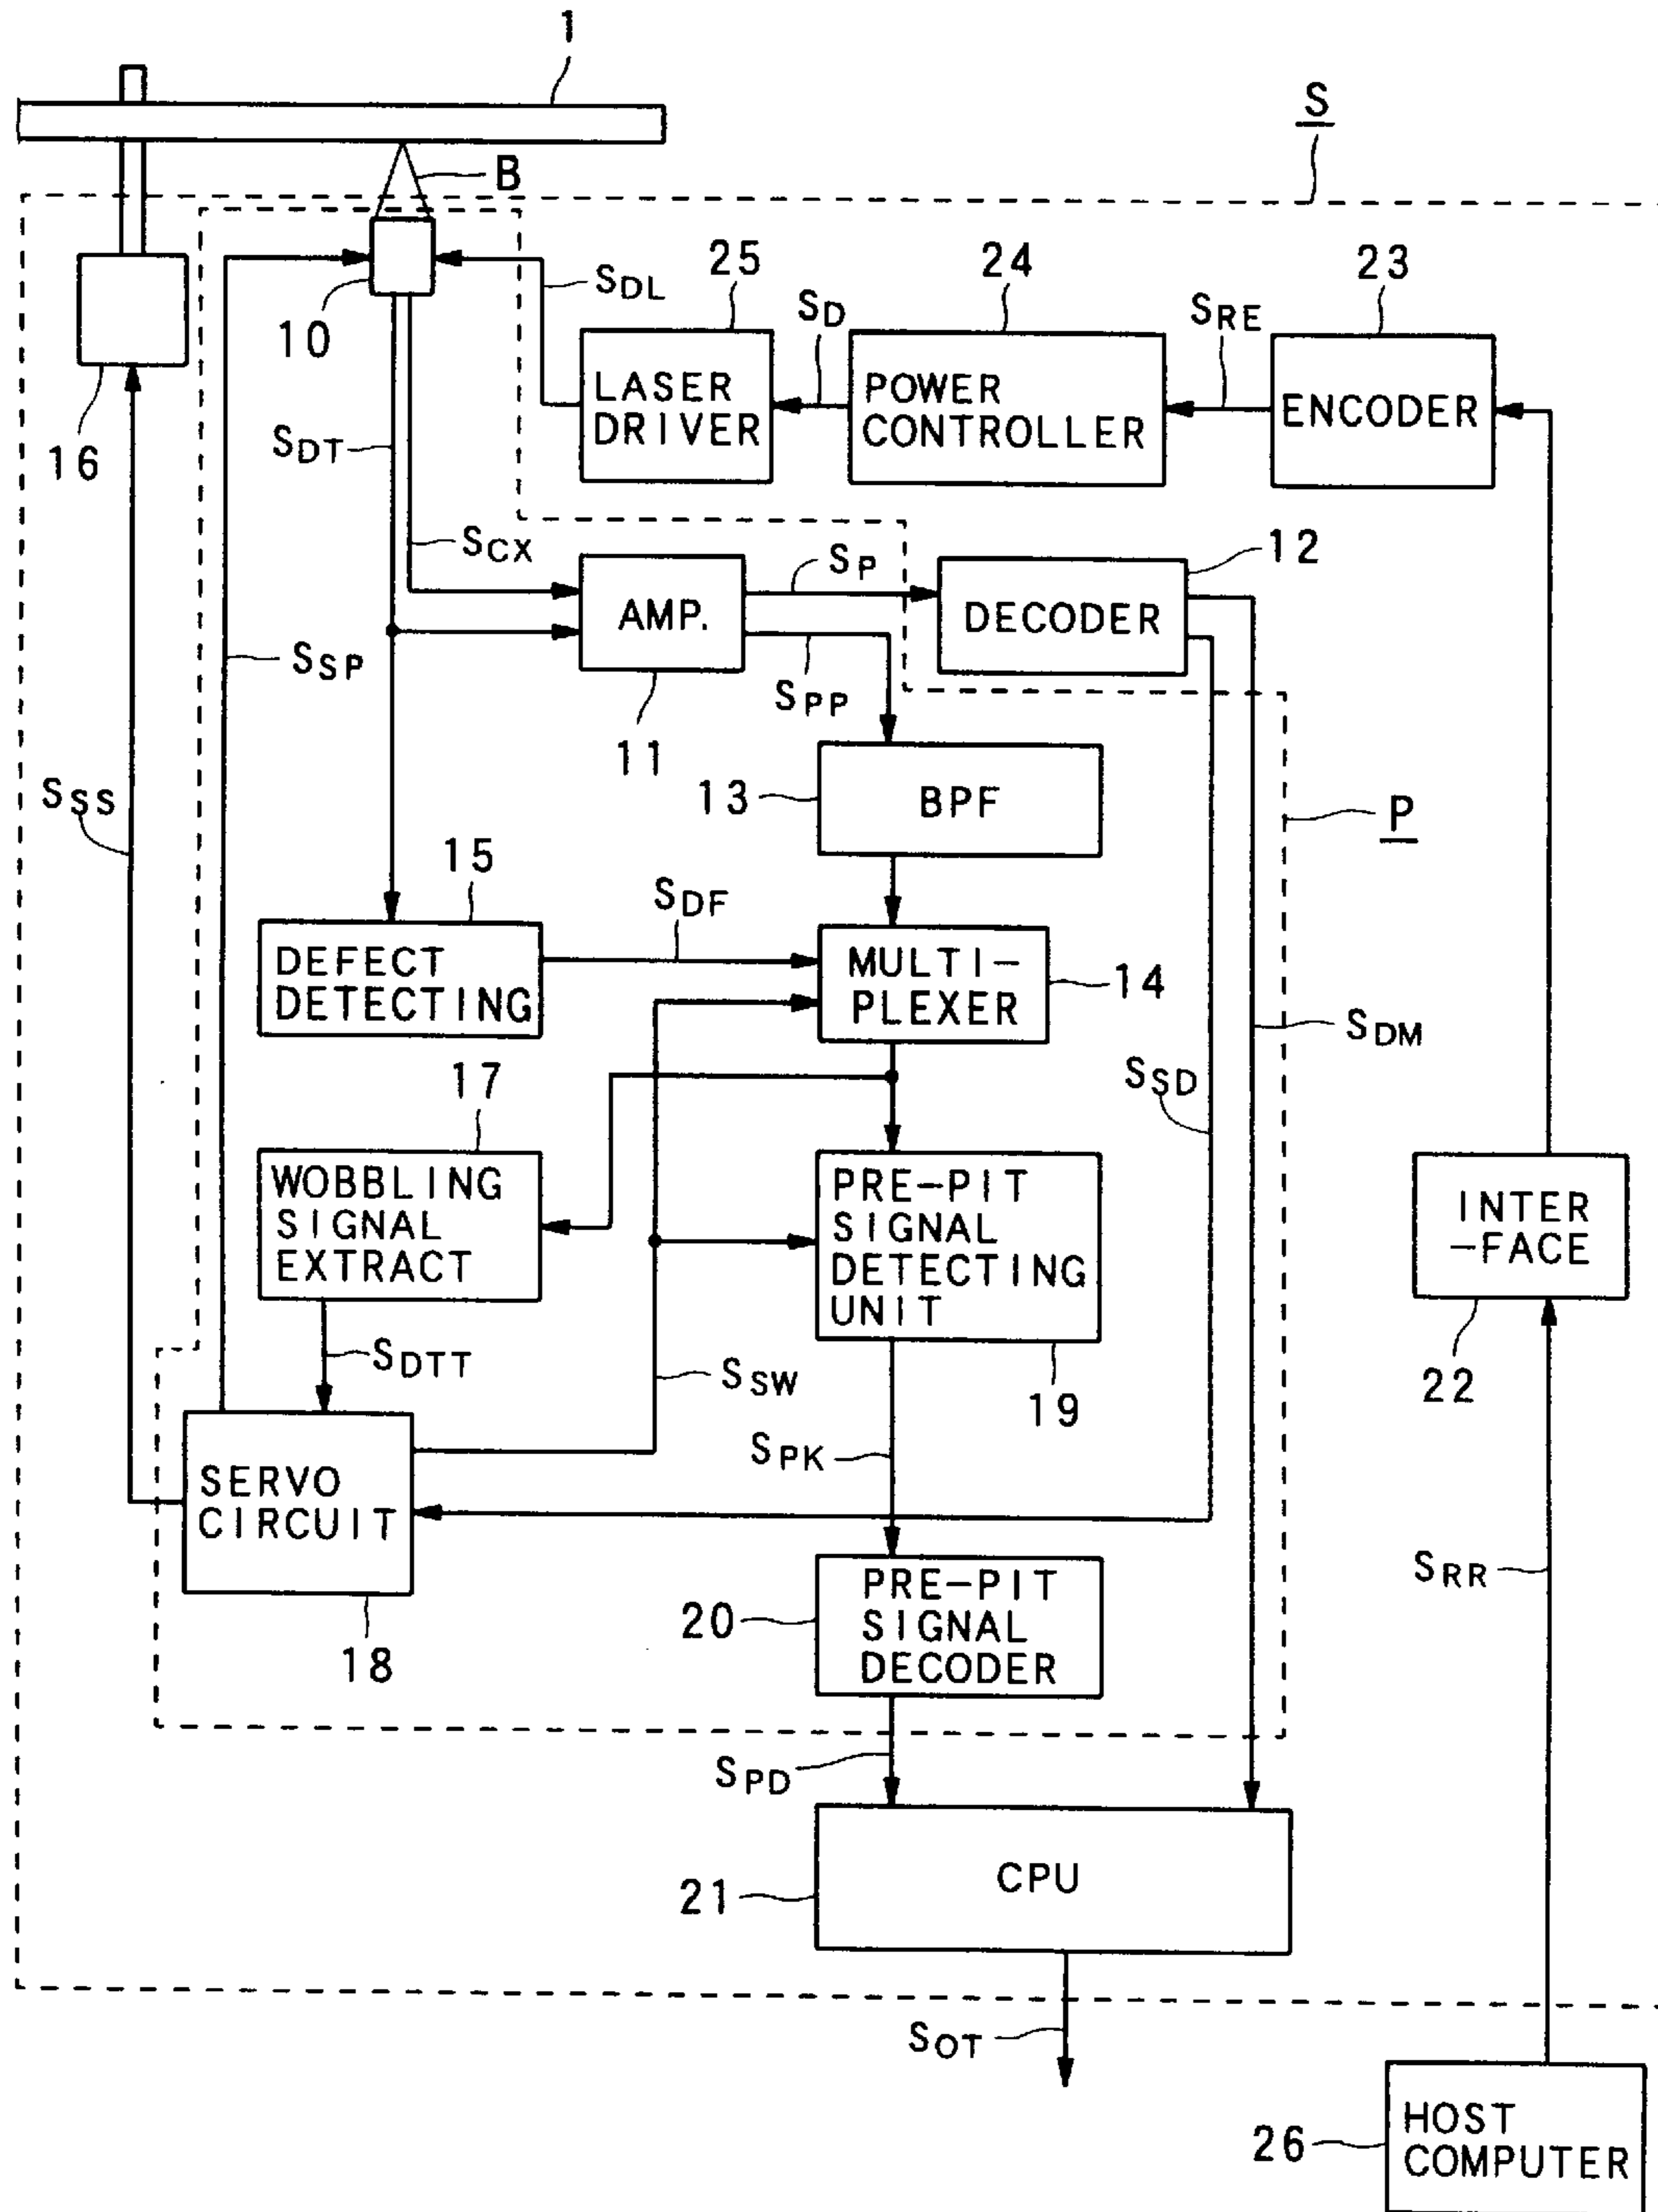 1
S
B
25
24
23
SDL
SD
SRE
10
LASER
DRIVER
POWER
CONTROLLER
ENCODER
16
SDT
SCX
SP
12
AMP.
DECODER
SSP
SPP
11
13
BPF
P
SSS
15
SDF
DEFECT
DETECTING
MULTI-
PLEXER
14
SDM
SSD
17
WOBBLING
SIGNAL
EXTRACT
PRE-PIT
SIGNAL
DETECTING
UNIT
INTER
-FACE
SDTT
SSW
19
22
SPK
SERVO
CIRCUIT
SRR
18
20
PRE-PIT
SIGNAL
DECODER
SPD
21
CPU
SOT
26
HOST
COMPUTER